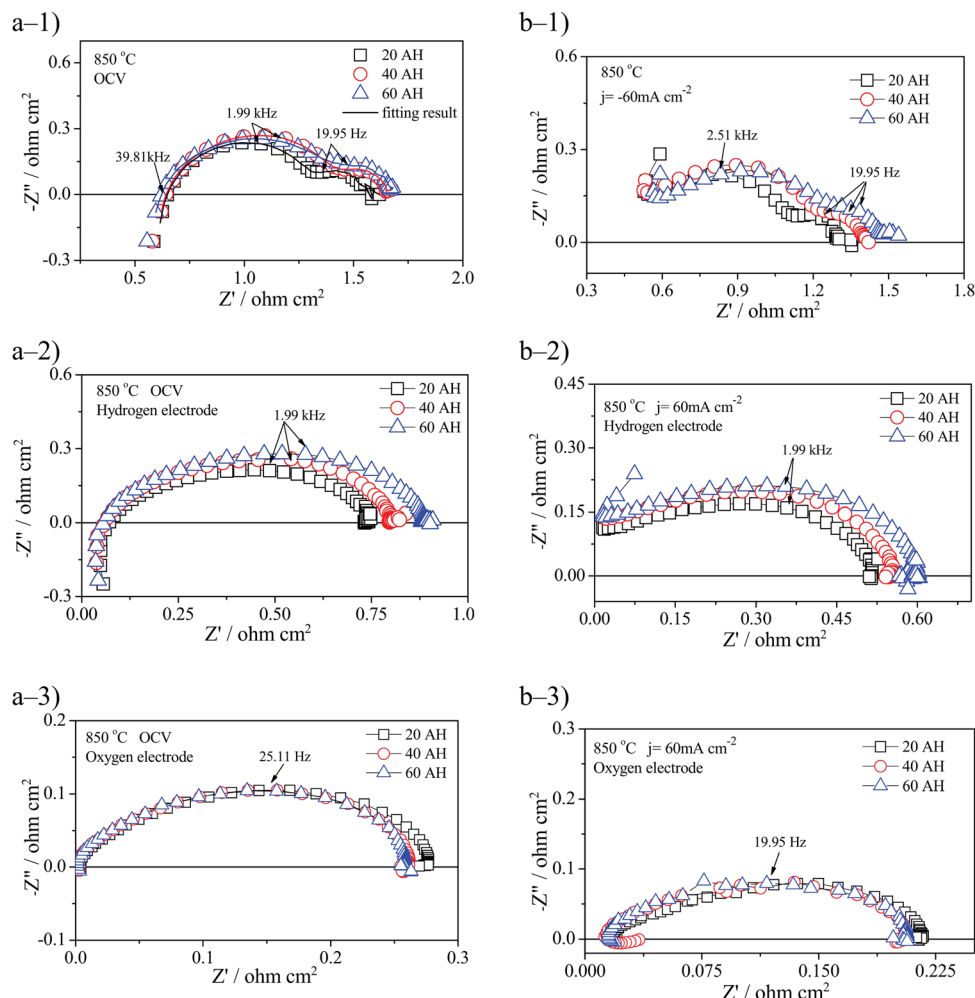 a–1)
850 °C
OCV
20 AH
40 AH
60 AH
fitting result
1.99 kHz
19.95 Hz
39.81kHz
-Z'' / ohm cm²
0.6
0.3
0.0
-0.3
0.5
1.0
1.5
2.0
Z' / ohm cm²
b–1)
850 °C
j= -60mA cm⁻²
20 AH
40 AH
60 AH
2.51 kHz
19.95 Hz
-Z'' / ohm cm²
0.6
0.3
0.0
0.3
0.6
0.9
1.2
1.5
1.8
Z' / ohm cm²
a–2)
850 °C OCV
Hydrogen electrode
20 AH
40 AH
60 AH
1.99 kHz
-Z'' / ohm cm²
0.6
0.3
0.0
-0.3
0.00
0.25
0.50
0.75
1.0
Z' / ohm cm²
b–2)
850 °C j= 60mA cm⁻²
Hydrogen electrode
20 AH
40 AH
60 AH
1.99 kHz
-Z'' / ohm cm²
0.45
0.30
0.15
0.00
0.00
0.15
0.30
0.45
0.60
Z' / ohm cm²
a–3)
850 °C OCV
Oxygen electrode
20 AH
40 AH
60 AH
25.11 Hz
-Z'' / ohm cm²
0.2
0.1
0.0
-0.1
0.0
0.1
0.2
0.3
Z' / ohm cm²
b–3)
850 °C j= 60mA cm⁻²
Oxygen electrode
20 AH
40 AH
60 AH
19.95 Hz
-Z'' / ohm cm²
0.3
0.2
0.1
0.0
0.000
0.075
0.150
0.225
Z' / ohm cm²